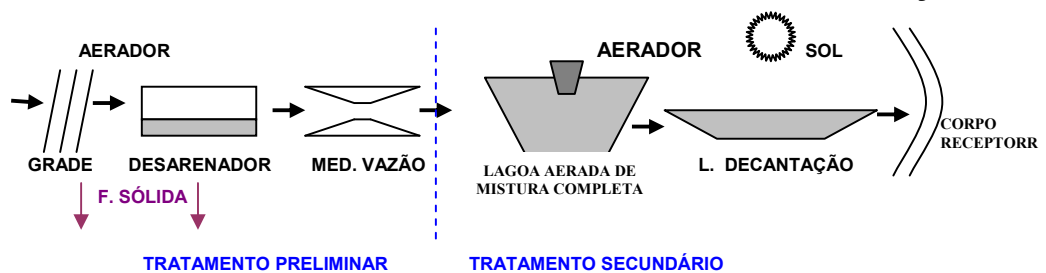 AERADOR
AERADOR
SOL
GRADE
DESARENADOR
MED. VAZÃO
LAGOA AERADA DE
MISTURA COMPLETA
L. DECANTAÇÃO
CORPO
RECEPTORR
F. SÓLIDA
TRATAMENTO PRELIMINAR
TRATAMENTO SECUNDÁRIO